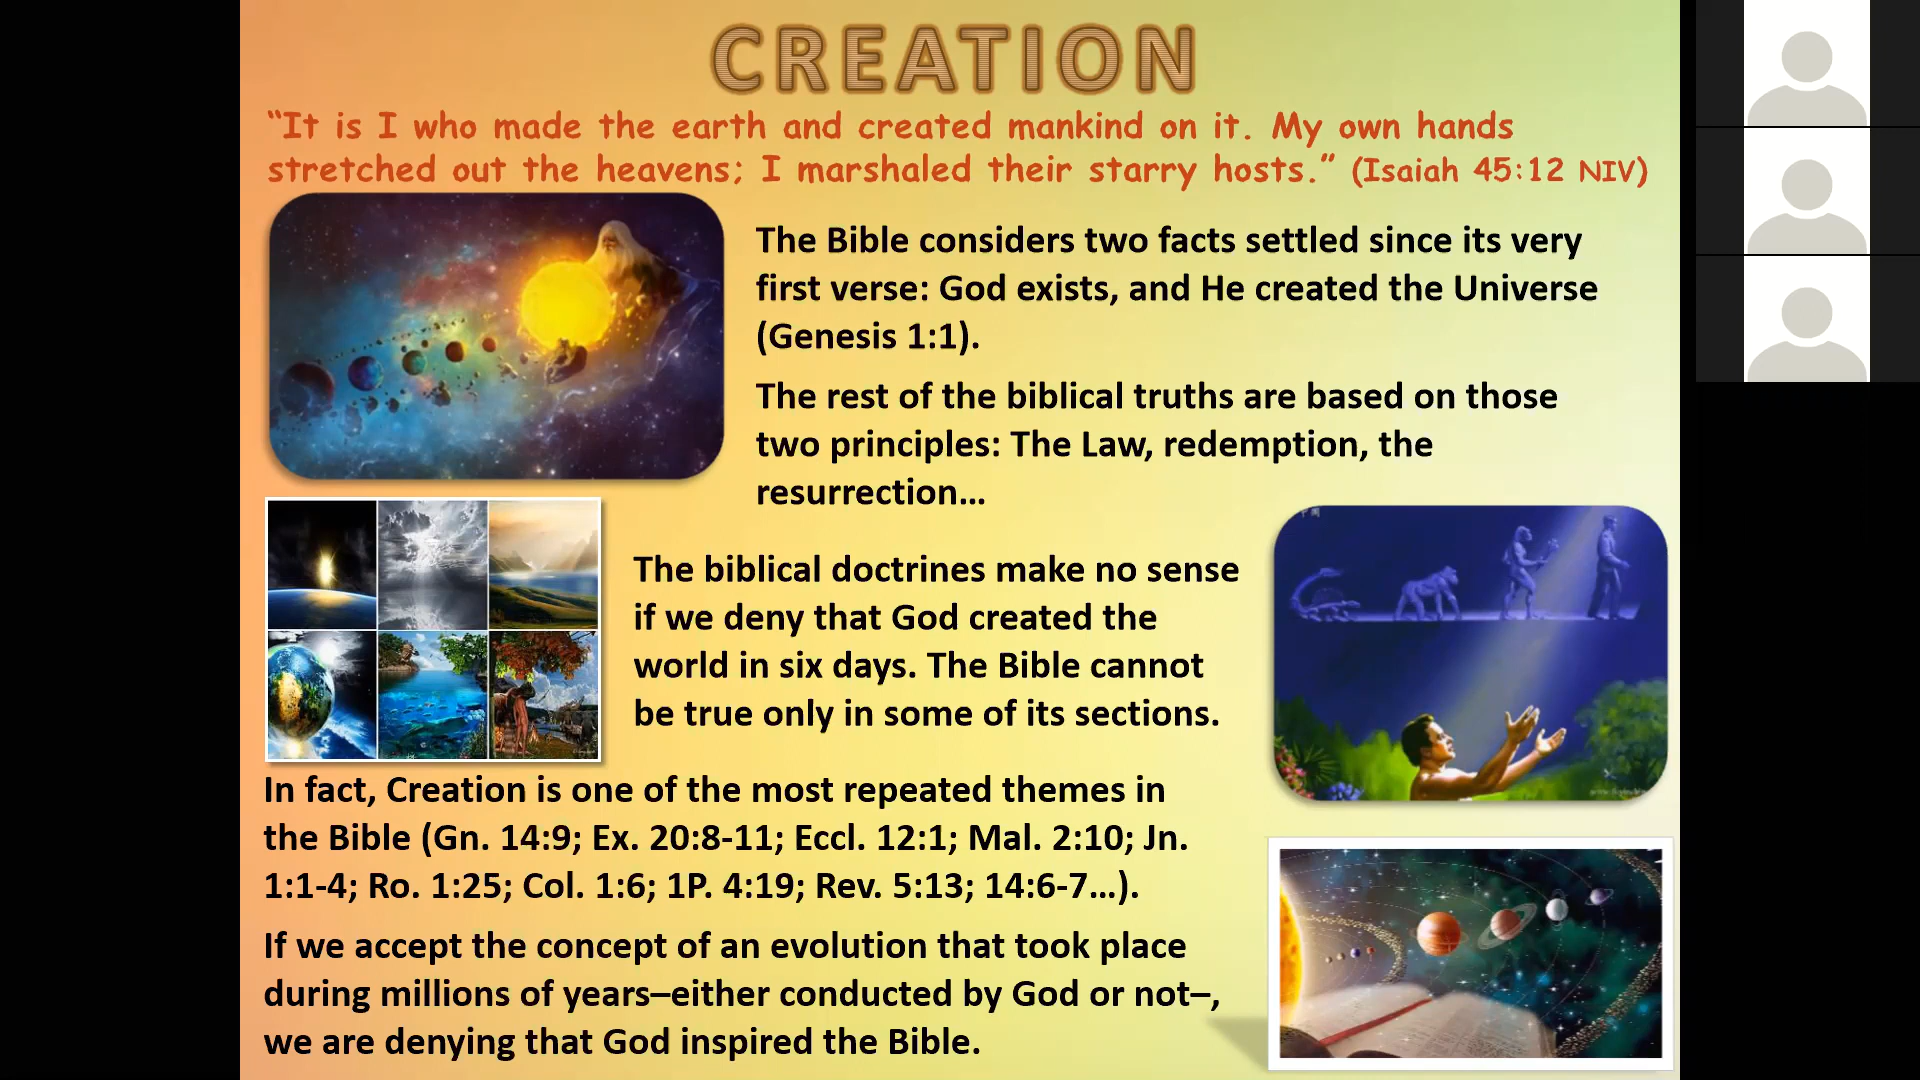 CREATION
“It is I who made the earth and created mankind on it. My own hands
stretched out the heavens; I marshaled their starry hosts.” (Isaiah 45:12 NIV)
The Bible considers two facts settled since its very
first verse: God exists, and He created the Universe
(Genesis 1:1).
The rest of the biblical truths are based on those
two principles: The Law, redemption, the
resurrection…
The biblical doctrines make no sense
if we deny that God created the
world in six days. The Bible cannot
be true only in some of its sections.
In fact, Creation is one of the most repeated themes in
the Bible (Gn. 14:9; Ex. 20:8-11; Eccl. 12:1; Mal. 2:10; Jn.
1:1-4; Ro. 1:25; Col. 1:6; 1P. 4:19; Rev. 5:13; 14:6-7…).
If we accept the concept of an evolution that took place
during millions of years–either conducted by God or not–,
we are denying that God inspired the Bible.